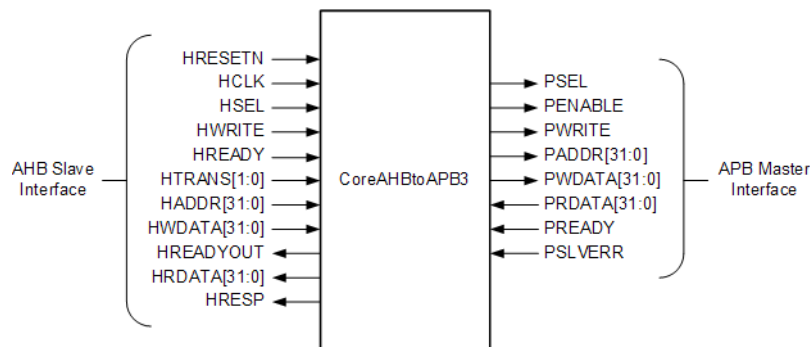 HRESETN
HCLK
HSEL
HWRITE
HREADY
HTRANS[1:0]
HADDR[31:0]
HWDATA[31:0]
HREADYOUT
HRDATA[31:0]
HRESP
AHB Slave
Interface
CoreAHBtoAPB3
PSEL
PENABLE
PWRITE
PADDR[31:0]
PWDATA[31:0]
PRDATA[31:0]
PREADY
PSLVERR
APB Master
Interface